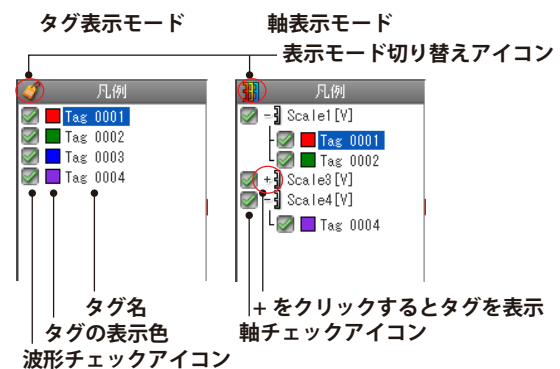 タグ表示モード
軸表示モード
表示モード切り替えアイコン
凡例
Tag 0001
Tag 0002
Tag 0003
Tag 0004
凡例
Scale1[V]
Tag 0001
Tag 0002
Scale3[V]
Scale4[V]
Tag 0004
タグ名
タグの表示色
波形チェックアイコン
+ をクリックするとタグを表示
軸チェックアイコン